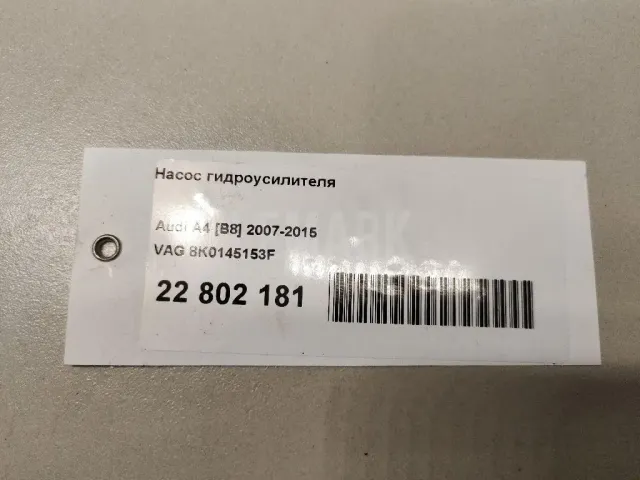 Насос гидроусилителя
Audi A4 [B8] 2007-2015
VAG 8K0145153F
22 802 181